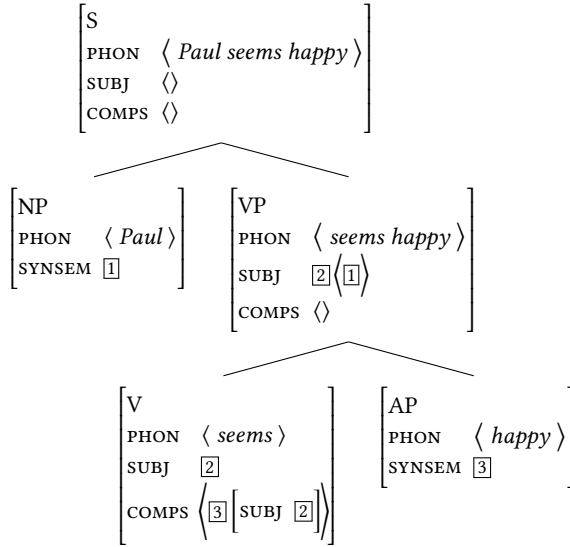 S
PHON ⟨ Paul seems happy ⟩
SUBJ ⟨⟩
COMPS ⟨⟩
NP
PHON ⟨ Paul ⟩
SYNSEM 1
VP
PHON ⟨ seems happy ⟩
SUBJ 2 ⟨ 1 ⟩
COMPS ⟨⟩
V
PHON ⟨ seems ⟩
SUBJ 2
COMPS ⟨ 3 [ SUBJ 2 ] ⟩
AP
PHON ⟨ happy ⟩
SYNSEM 3